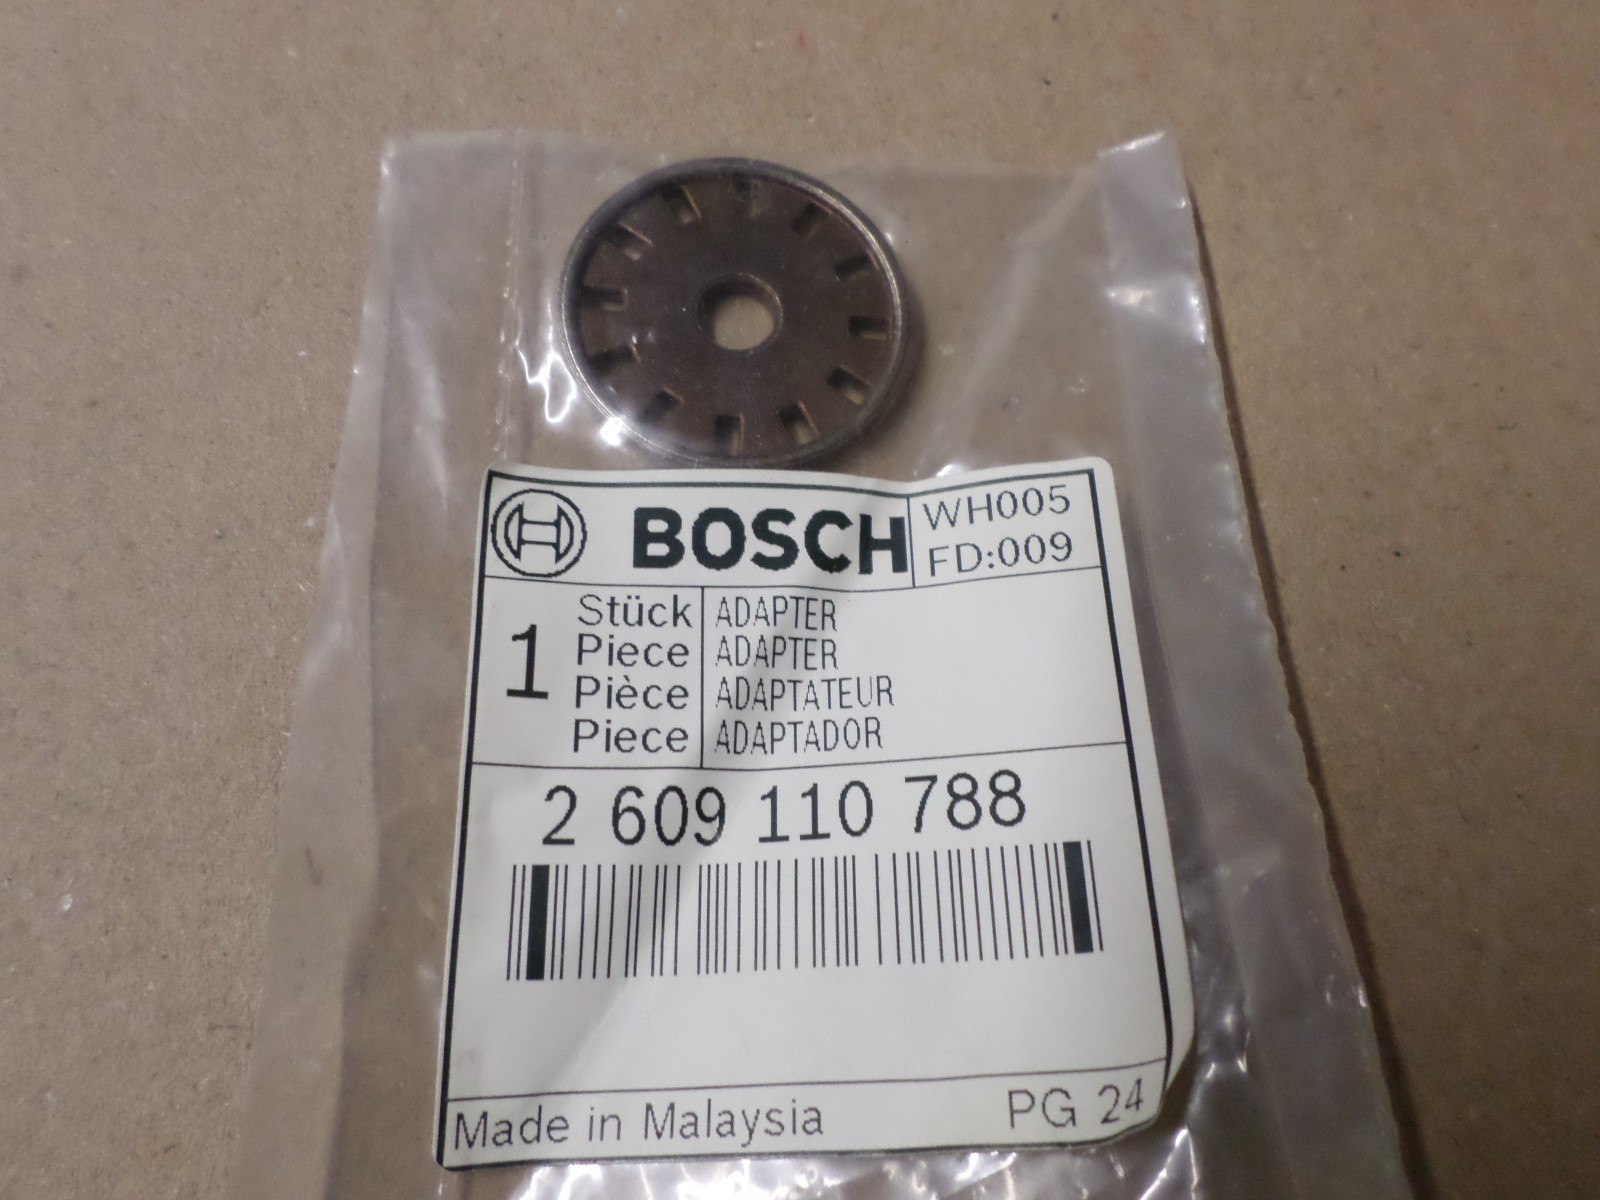 BOSCH
WH005
FD:009
1
Stück ADAPTER
Piece ADAPTER
Pièce ADAPTATEUR
Piece ADAPTADOR
2 609 110 788
Made in Malaysia PG 24